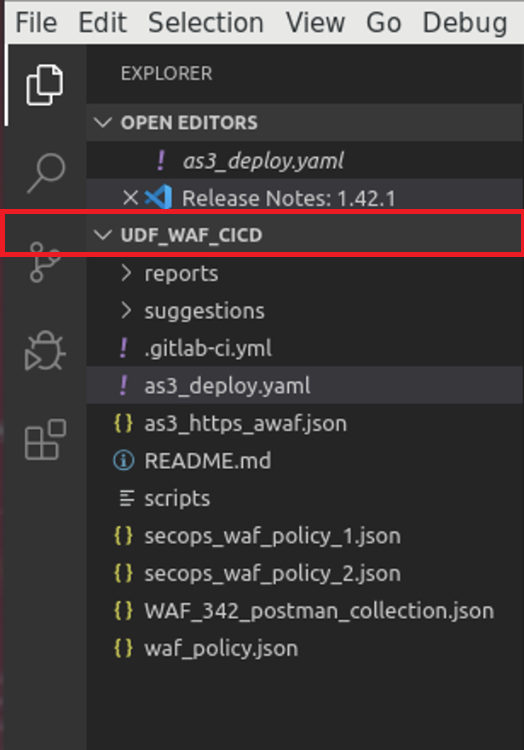 File Edit Selection View Go Debug
EXPLORER
OPEN EDITORS
! as3_deploy.yaml
Release Notes: 1.42.1
UDF_WAF_CICD
reports
suggestions
! .gitlab-ci.yml
! as3_deploy.yaml
{} as3_https_awaf.json
README.md
scripts
{} secops_waf_policy_1.json
{} secops_waf_policy_2.json
{} WAF_342_postman_collection.json
{} waf_policy.json